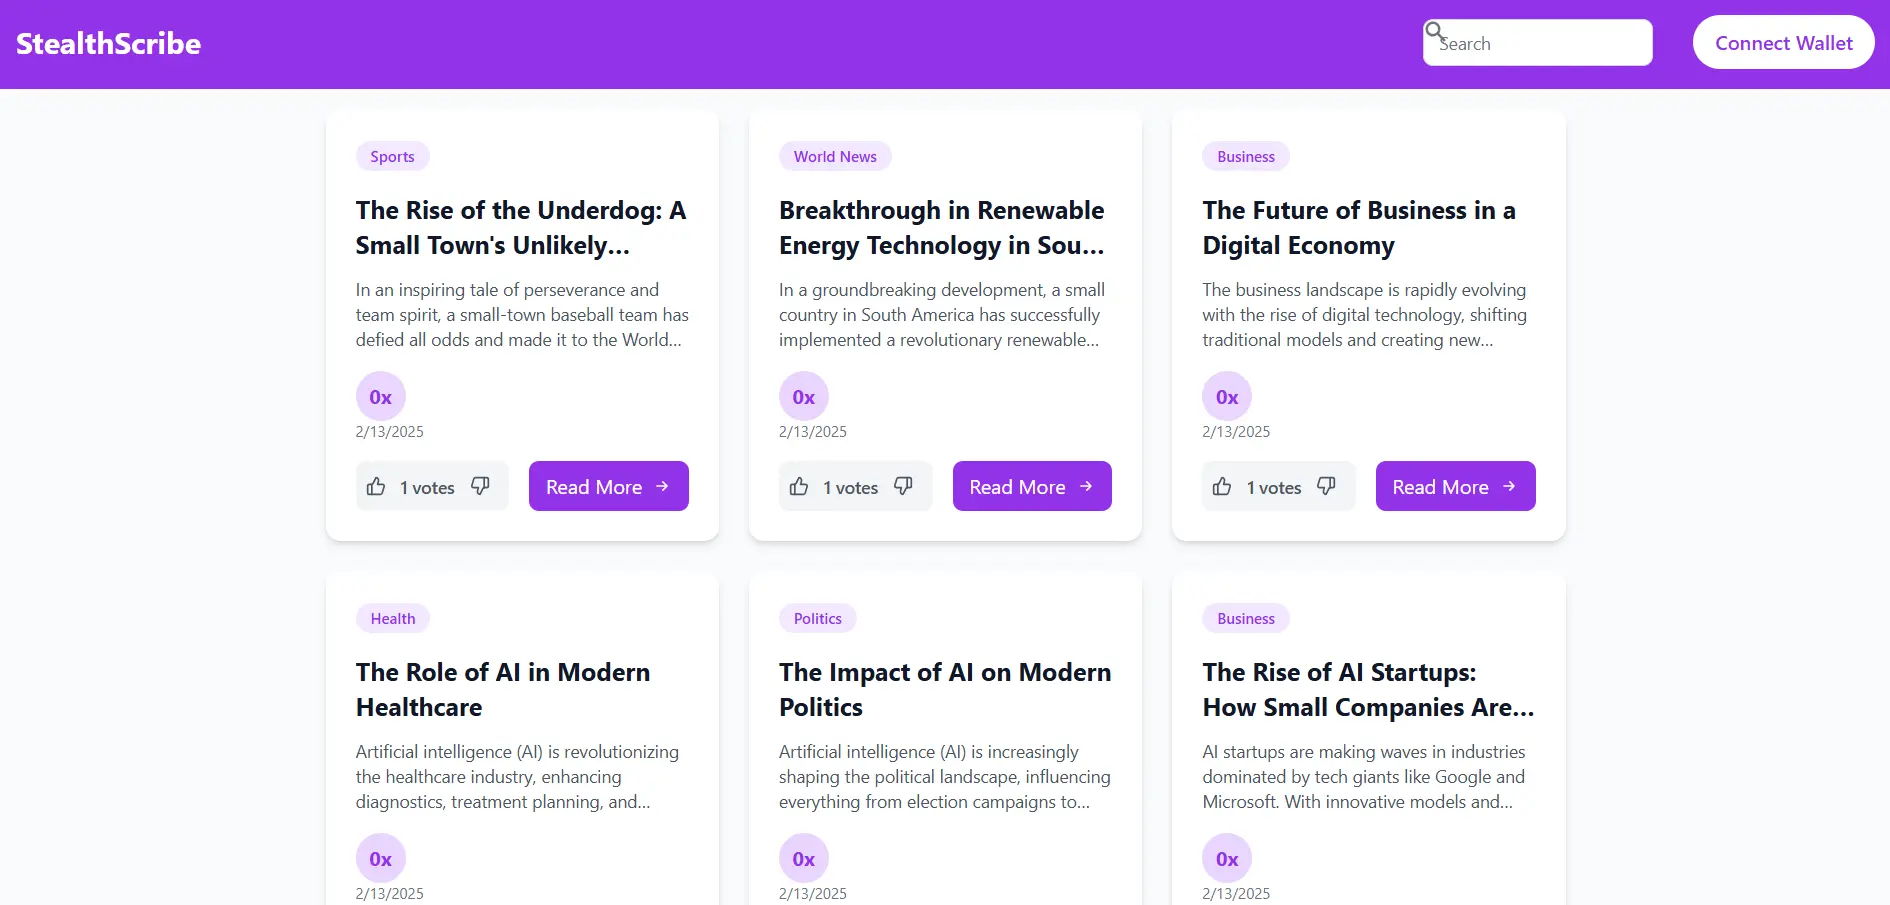 StealthScribe
Search
Connect Wallet
Sports
The Rise of the Underdog: A
Small Town's Unlikely...
In an inspiring tale of perseverance and
team spirit, a small-town baseball team has
defied all odds and made it to the World...
0x
2/13/2025
1 votes
Read More
World News
Breakthrough in Renewable
Energy Technology in Sou...
In a groundbreaking development, a small
country in South America has successfully
implemented a revolutionary renewable...
0x
2/13/2025
1 votes
Read More
Business
The Future of Business in a
Digital Economy
The business landscape is rapidly evolving
with the rise of digital technology, shifting
traditional models and creating new...
0x
2/13/2025
1 votes
Read More
Health
The Role of AI in Modern
Healthcare
Artificial intelligence (AI) is revolutionizing
the healthcare industry, enhancing
diagnostics, treatment planning, and...
0x
2/13/2025
Politics
The Impact of AI on Modern
Politics
Artificial intelligence (AI) is increasingly
shaping the political landscape, influencing
everything from election campaigns to...
0x
2/13/2025
Business
The Rise of AI Startups:
How Small Companies Are...
AI startups are making waves in industries
dominated by tech giants like Google and
Microsoft. With innovative models and...
0x
2/13/2025